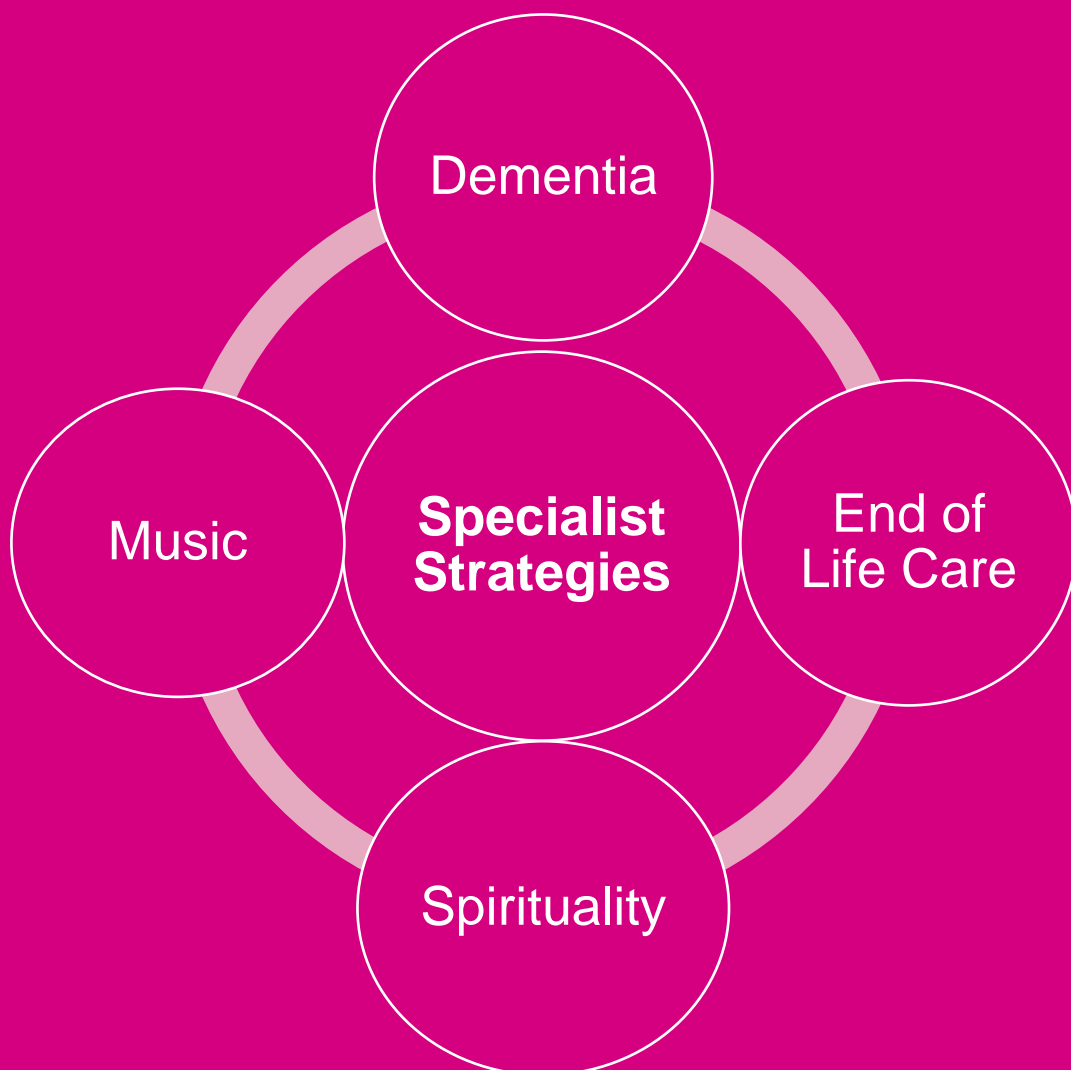 Dementia
Music
Specialist
Strategies
End of
Life Care
Spirituality